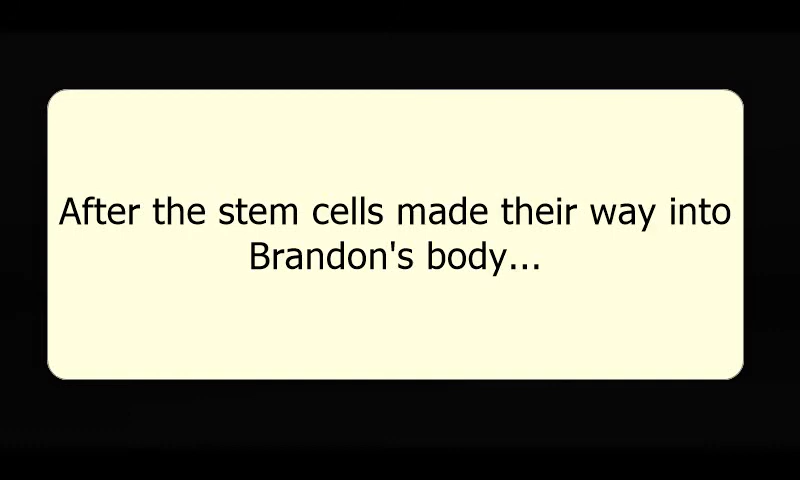 After the stem cells made their way into
Brandon's body...